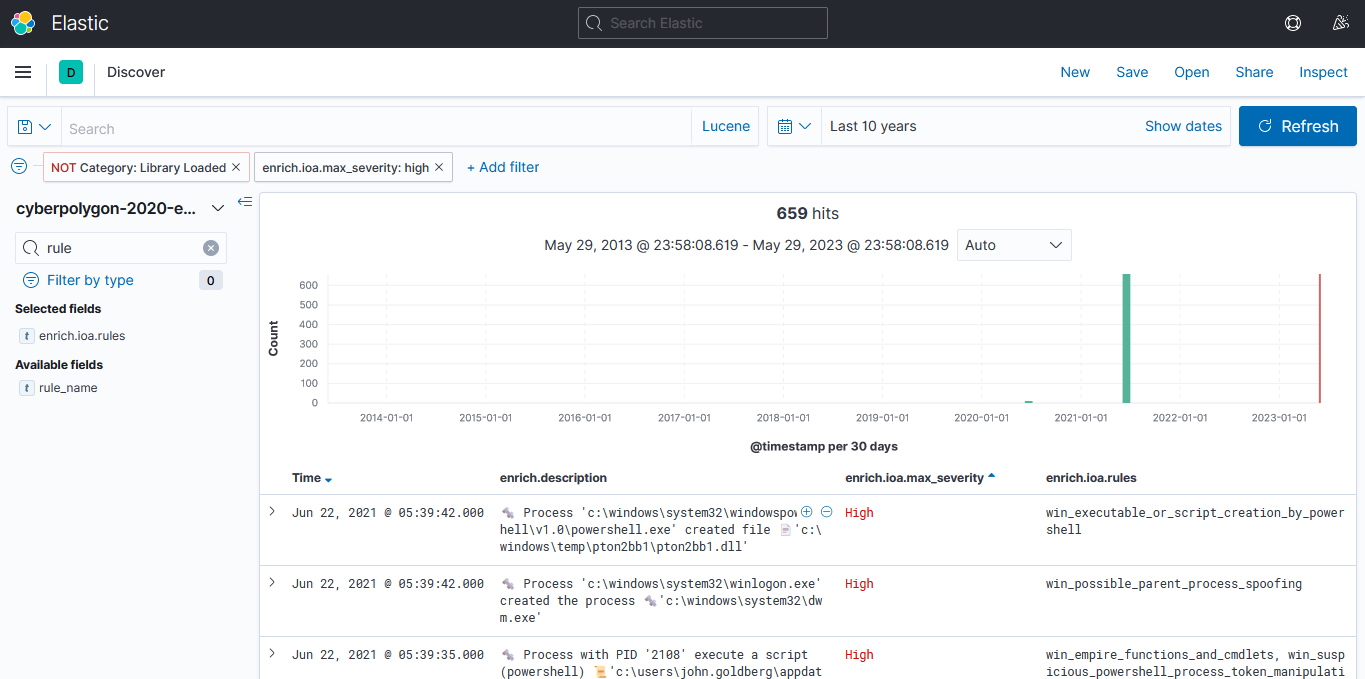 Elastic
Search Elastic
D
Discover
New
Save
Open
Share
Inspect
Search
Lucene
Last 10 years
Show dates
Refresh
NOT Category: Library Loaded ×
enrich.ioa.max_severity: high ×
+ Add filter
cyberpolygon-2020-e...
rule
Filter by type
0
Selected fields
t enrich.ioa.rules
Available fields
t rule_name
659 hits
May 29, 2013 @ 23:58:08.619 - May 29, 2023 @ 23:58:08.619
Auto
Count
600
500
400
300
200
100
0
2014-01-01
2015-01-01
2016-01-01
2017-01-01
2018-01-01
2019-01-01
2020-01-01
2021-01-01
2022-01-01
2023-01-01
@timestamp per 30 days
Time
enrich.description
enrich.ioa.max_severity
enrich.ioa.rules
Jun 22, 2021 @ 05:39:42.000
Process 'c:\windows\system32\windowspow
hell\v1.0\powershell.exe' created file 'c:\
windows\temp\pton2bb1\pton2bb1.dll'
High
win_executable_or_script_creation_by_power
shell
Jun 22, 2021 @ 05:39:42.000
Process 'c:\windows\system32\winlogon.exe'
created the process 'c:\windows\system32\dw
m.exe'
High
win_possible_parent_process_spoofing
Jun 22, 2021 @ 05:39:35.000
Process with PID '2108' execute a script
(powershell) 'c:\users\john.goldberg\appdat
High
win_empire_functions_and_cmdlets, win_susp
icious_powershell_process_token_manipulati